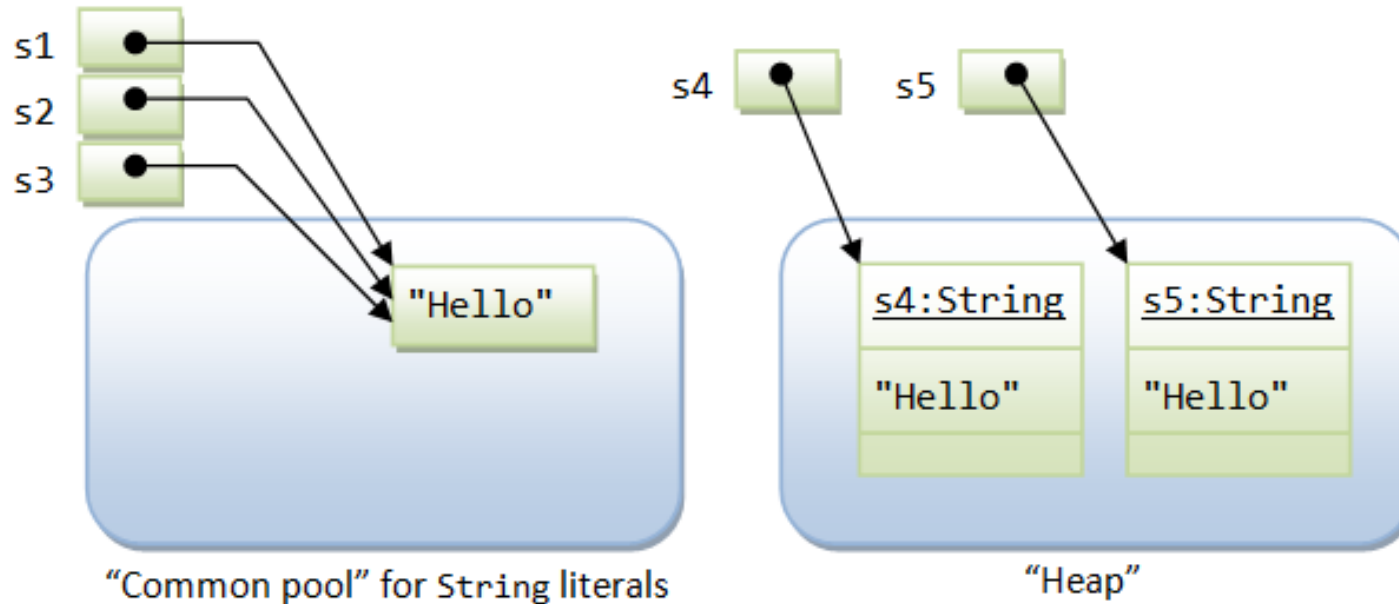 s1
s2
s3
s4
s5
"Hello"
s4:String
"Hello"
s5:String
"Hello"
“Common pool” for String literals
“Heap”